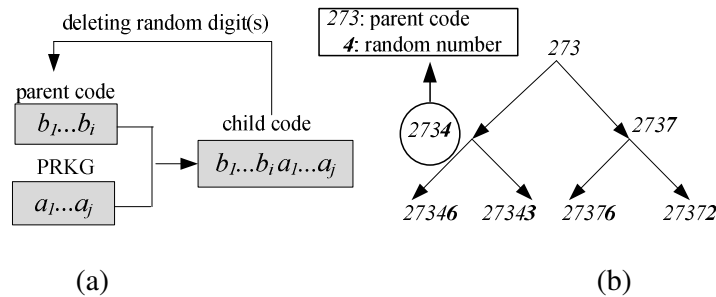 deleting random digit(s)
parent code
b1...bi
PRKG
a1...aj
child code
b1...bi a1...aj
(a)
273: parent code
4: random number
273
2734
2737
27346
27343
27376
27372
(b)